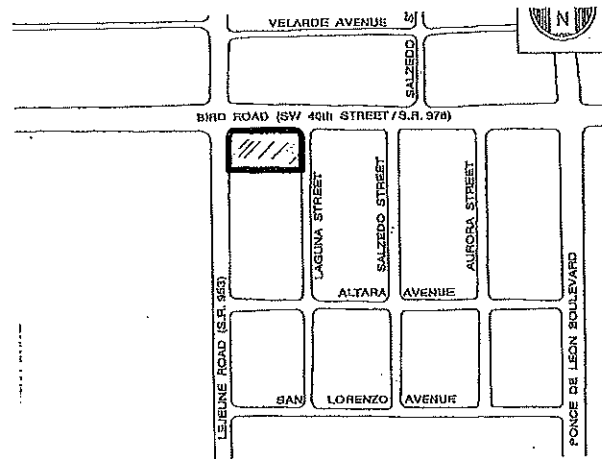 N
VELARDE AVENUE
SALZEDO
BIRD ROAD (SW 40th STREET / S.R. 976)
LAGUNA STREET
SALZEDO STREET
AURORA STREET
ALTARA AVENUE
LEJEUNE ROAD (S.R. 953)
PONCE DE LEON BOULEVARD
SAN LORENZO AVENUE